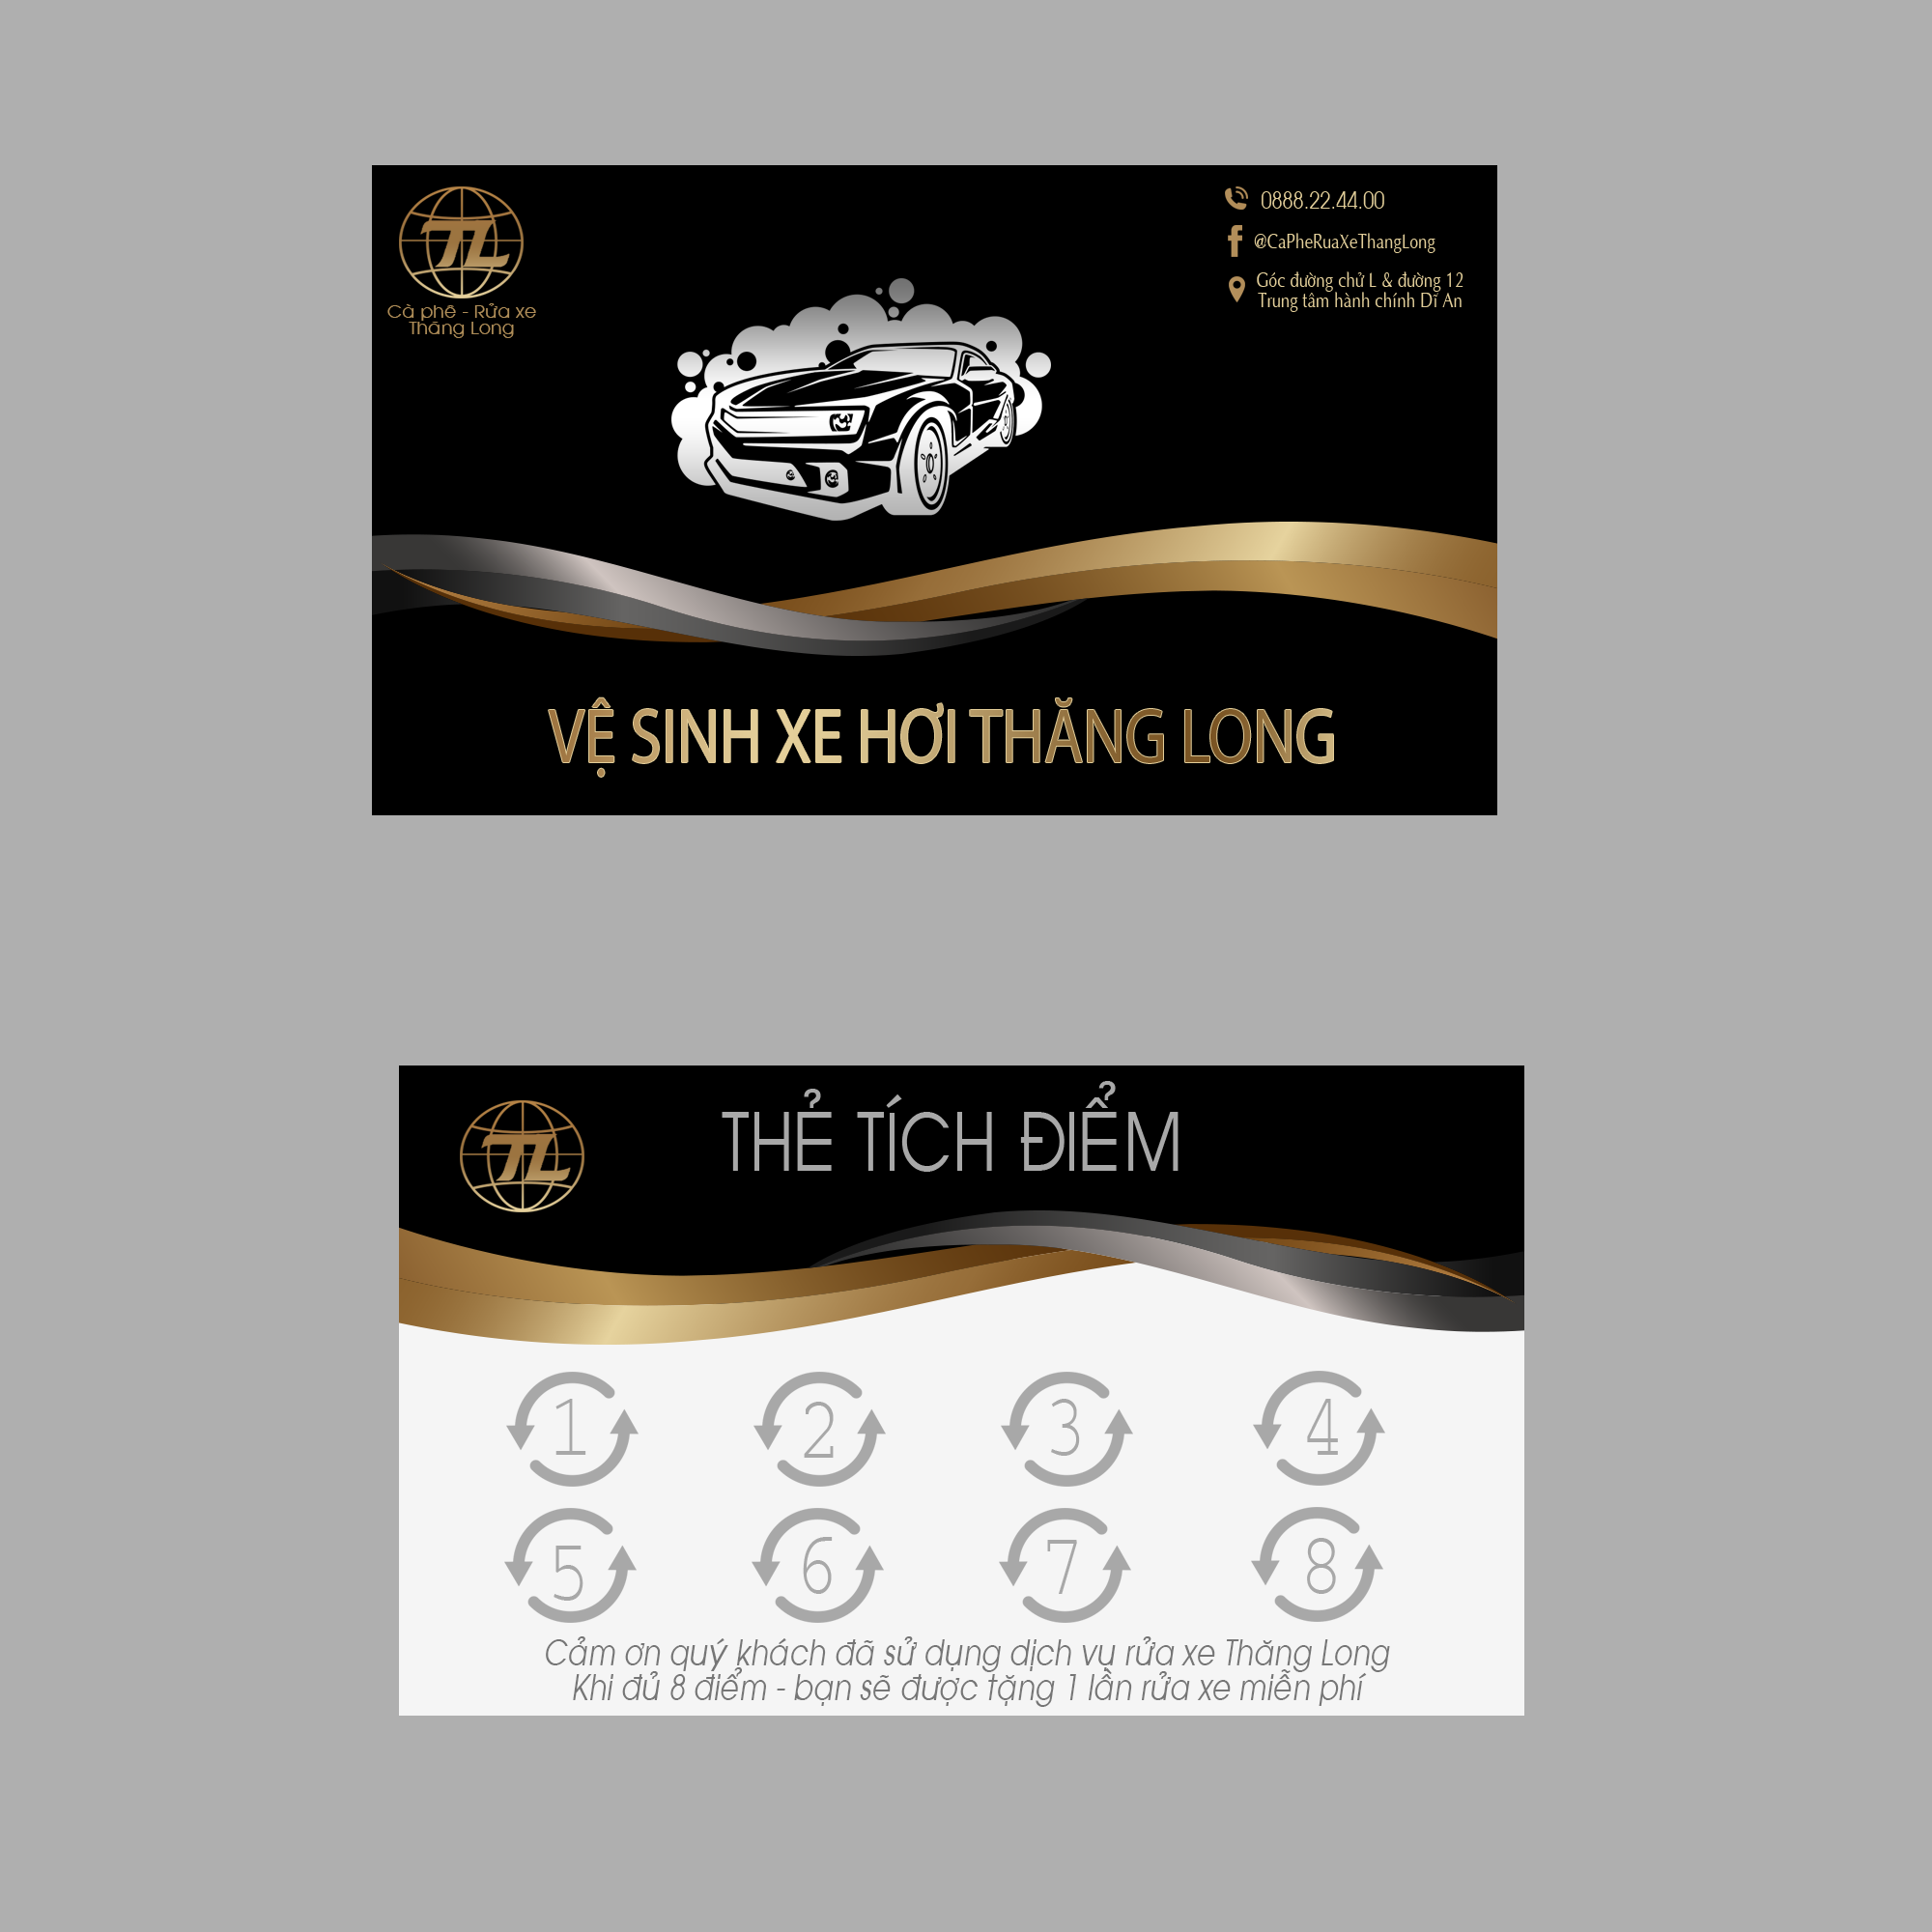 TL
Cà phê - Rửa xe
Thăng Long
0888.22.44.00
@CaPheRuaXeThangLong
Góc đường chử L & đường 12
Trung tâm hành chính Dĩ An
VỆ SINH XE HƠI THĂNG LONG
TL
THẺ TÍCH ĐIỂM
1 2 3 4
5 6 7 8
Cảm ơn quý khách đã sử dụng dịch vụ rửa xe Thăng Long
Khi đủ 8 điểm - bạn sẽ được tặng 1 lần rửa xe miễn phí